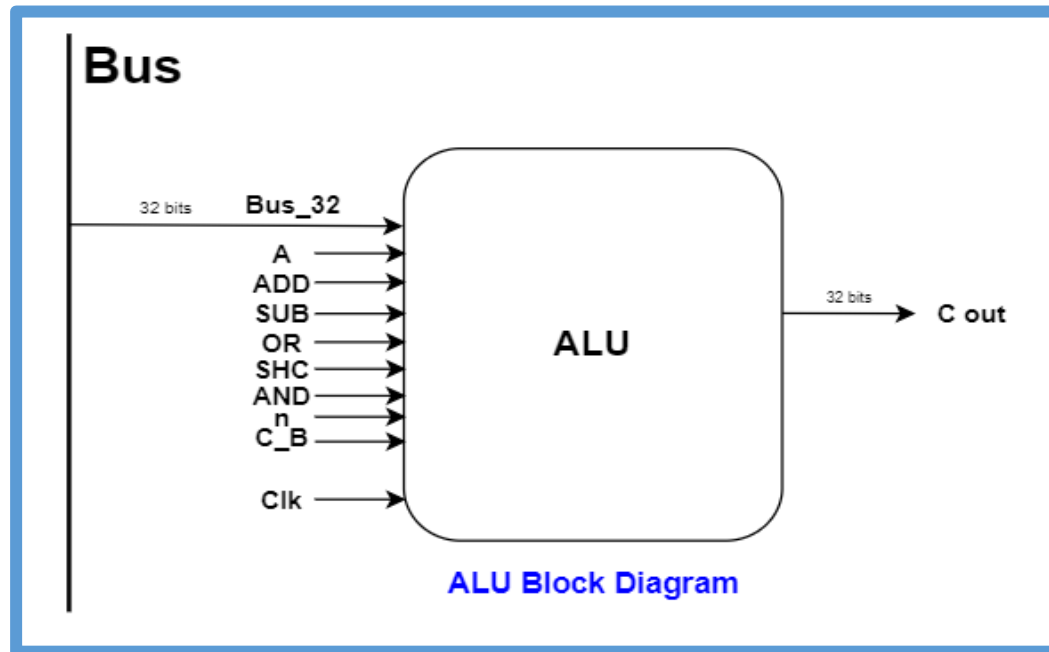 Bus
32 bits Bus_32
A
ADD
SUB
OR
SHC
AND
n
C_B
Clk
ALU
32 bits C out
ALU Block Diagram